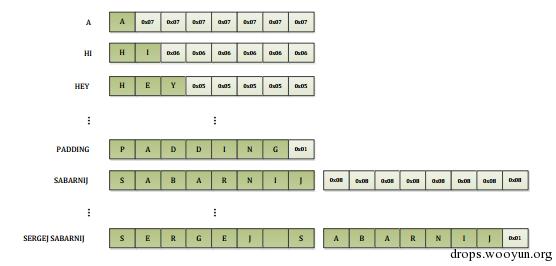 A A 0x07 0x07 0x07 0x07 0x07 0x07 0x07
HI H I 0x06 0x06 0x06 0x06 0x06 0x06
HEY H E Y 0x05 0x05 0x05 0x05 0x05
⋮ ⋮
PADDING P A D D I N G 0x01
SABARNIJ S A B A R N I J 0x08 0x08 0x08 0x08 0x08 0x08 0x08 0x08
⋮ ⋮
SERGEJ SABARNIJ S E R G E J S A B A R N I J 0x01
drops.wooyun.org